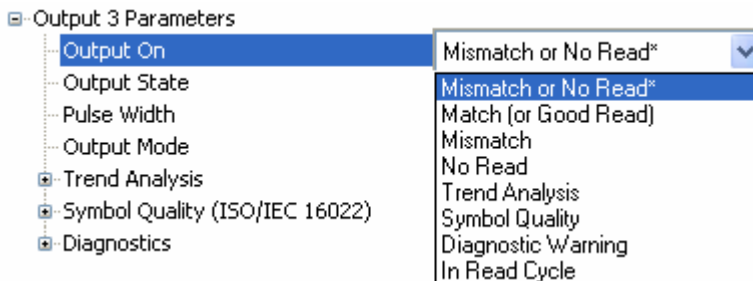 Output 3 Parameters
Output On
Mismatch or No Read*
Output State
Pulse Width
Output Mode
Trend Analysis
Symbol Quality (ISO/IEC 16022)
Diagnostics
Mismatch or No Read*
Match (or Good Read)
Mismatch
No Read
Trend Analysis
Symbol Quality
Diagnostic Warning
In Read Cycle